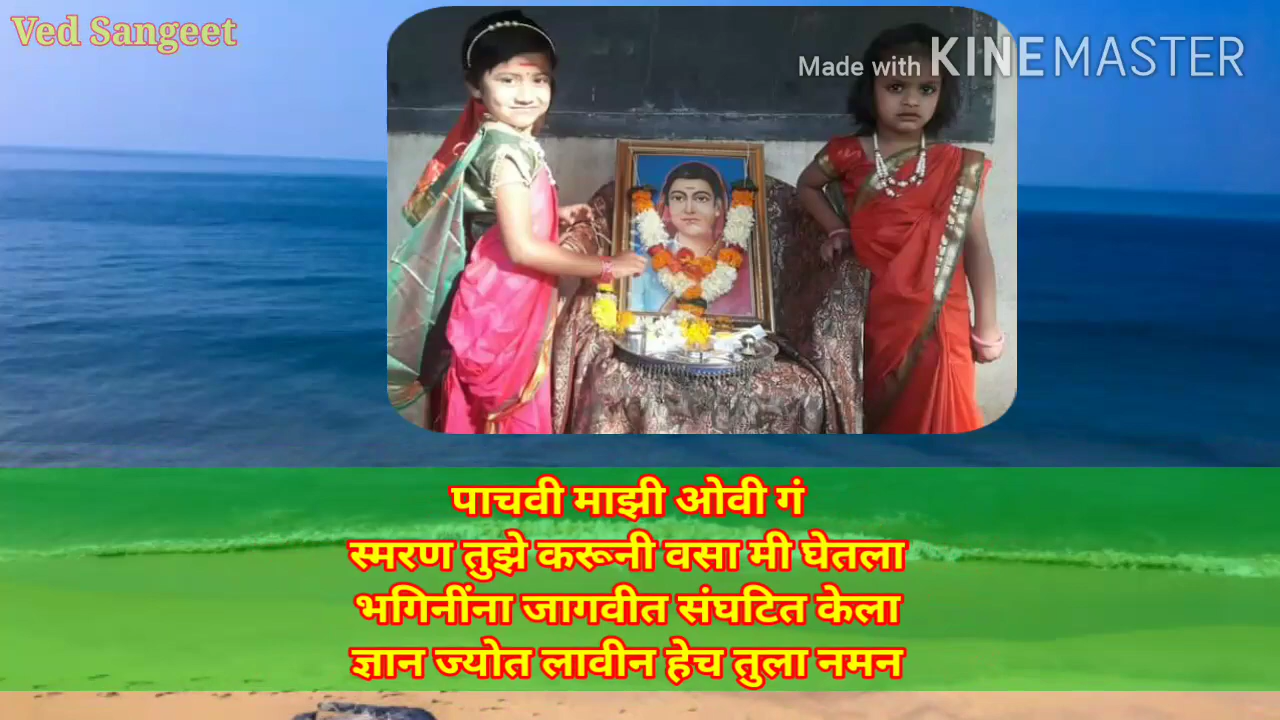 Ved Sangeet
Made with KINEMASTER
पाचवी माझी ओवी गं
स्मरण तुझे करूनी वसा मी घेतला
भगिनींना जागवीत संघटित केला
ज्ञान ज्योत लावीन हेच तुला नमन